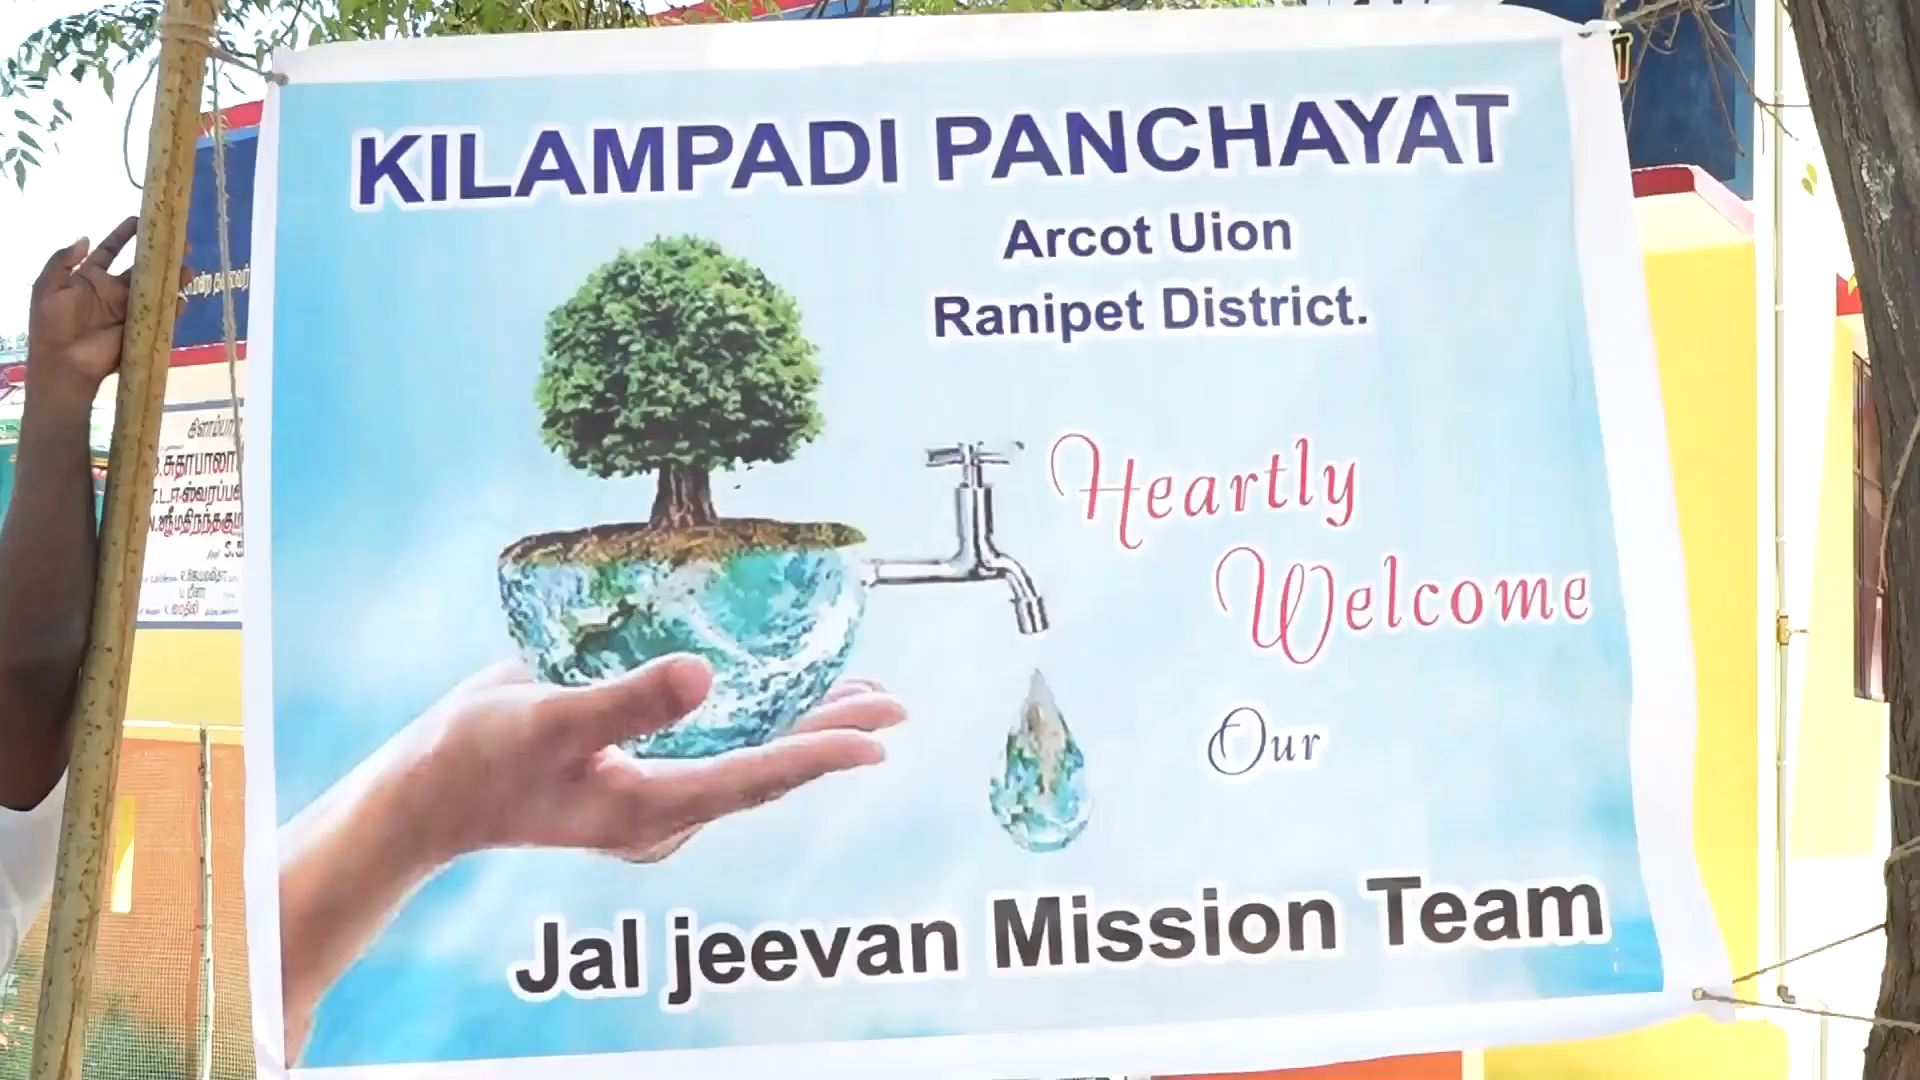 KILAMPADI PANCHAYAT
Arcot Uion
Ranipet District.
Heartly
Welcome
Our
Jal jeevan Mission Team